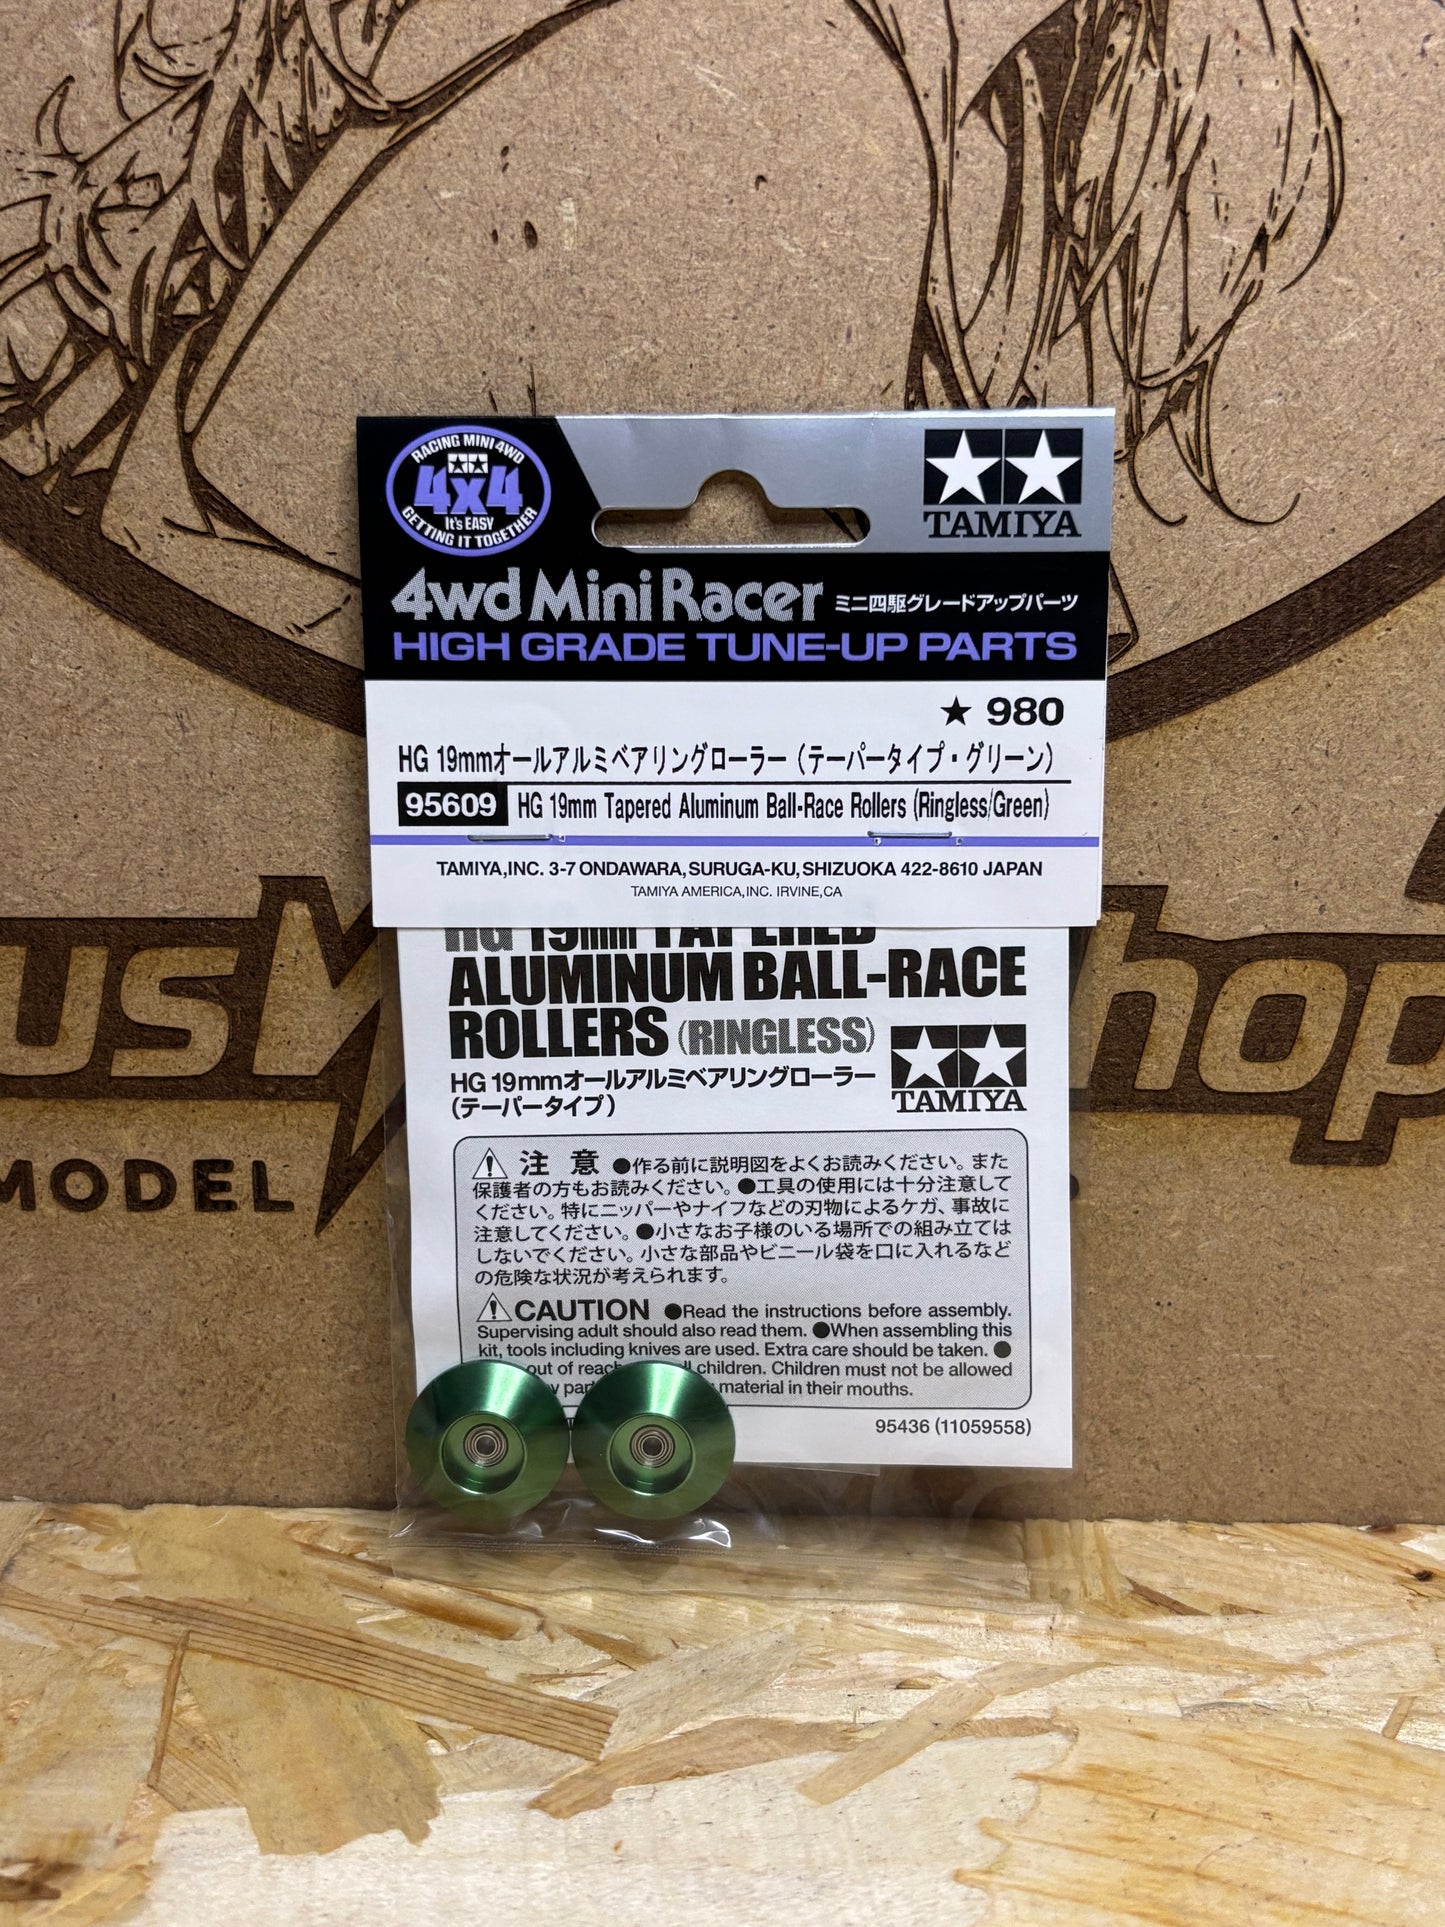 RACING MINI 4WD
4x4
It's EASY
GETTING IT TOGETHER
TAMIYA
4wd Mini Racer ミニ四駆グレードアップパーツ
HIGH GRADE TUNE-UP PARTS
★ 980
HG 19mmオールアルミベアリングローラー（テーパータイプ・グリーン）
95609 HG 19mm Tapered Aluminum Ball-Race Rollers (Ringless/Green)
TAMIYA,INC. 3-7 ONDAWARA, SURUGA-KU, SHIZUOKA 422-8610 JAPAN
TAMIYA AMERICA,INC. IRVINE,CA
HG 19mm TAPERED
ALUMINUM BALL-RACE
ROLLERS (RINGLESS)
HG 19mmオールアルミベアリングローラー
（テーパータイプ）
TAMIYA
注意 ●作る前に説明図をよくお読みください。また
保護者の方もお読みください。●工具の使用には十分注意して
ください。特にニッパーやナイフなどの刃物によるケガ、事故に
注意してください。●小さなお子様のいる場所での組み立ては
しないでください。小さな部品やビニール袋を口に入れるなど
の危険な状況が考えられます。
CAUTION ●Read the instructions before assembly.
Supervising adult should also read them. ●When assembling this
kit, tools including knives are used. Extra care should be taken. ●
out of reach children. Children must not be allowed
material in their mouths.
95436 (11059558)
us hop
MODEL